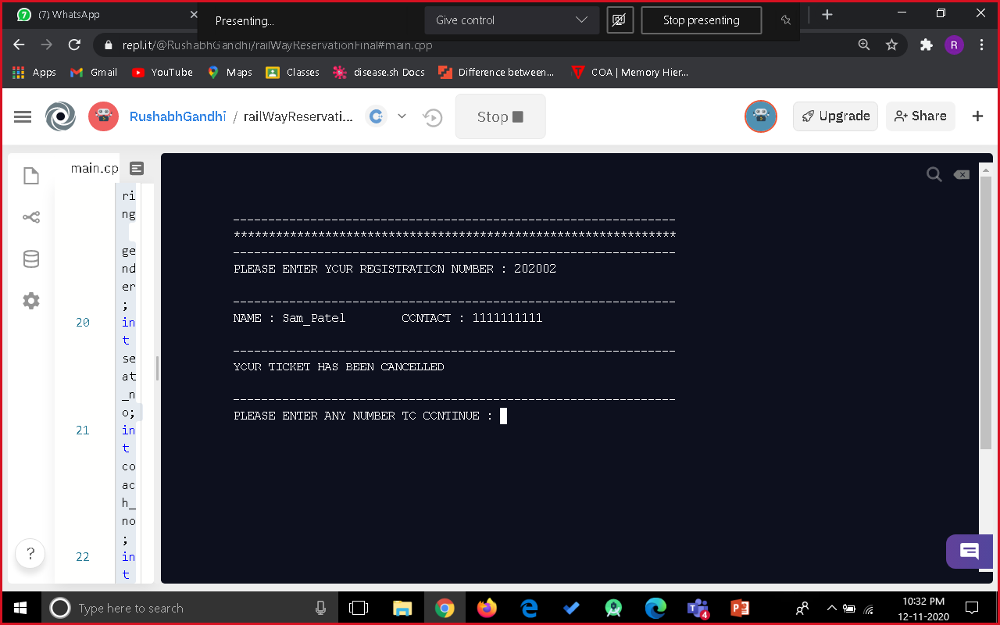 (7) WhatsApp
Presenting...
Give control
Stop presenting
repl.it/@RushabhGandhi/railWayReservationFinal#main.cpp
R
Apps
Gmail
YouTube
Maps
Classes
disease.sh Docs
Difference between...
COA | Memory Hier...
RushabhGandhi / railWayReservati...
Stop
Upgrade
Share
main.cp
ri
ng
ge
nd
er
;
20 in
t
se
at
_n
o;
21 in
t
co
ac
h_
no
;
22 in
t
------------------------------------------------------------------
***************************************************************
------------------------------------------------------------------
PLEASE ENTER YOUR REGISTRATION NUMBER : 202002
------------------------------------------------------------------
NAME : Sam_Patel CONTACT : 1111111111
------------------------------------------------------------------
YOUR TICKET HAS BEEN CANCELLED
------------------------------------------------------------------
PLEASE ENTER ANY NUMBER TO CONTINUE :
?
Type here to search
4
10:32 PM
12-11-2020